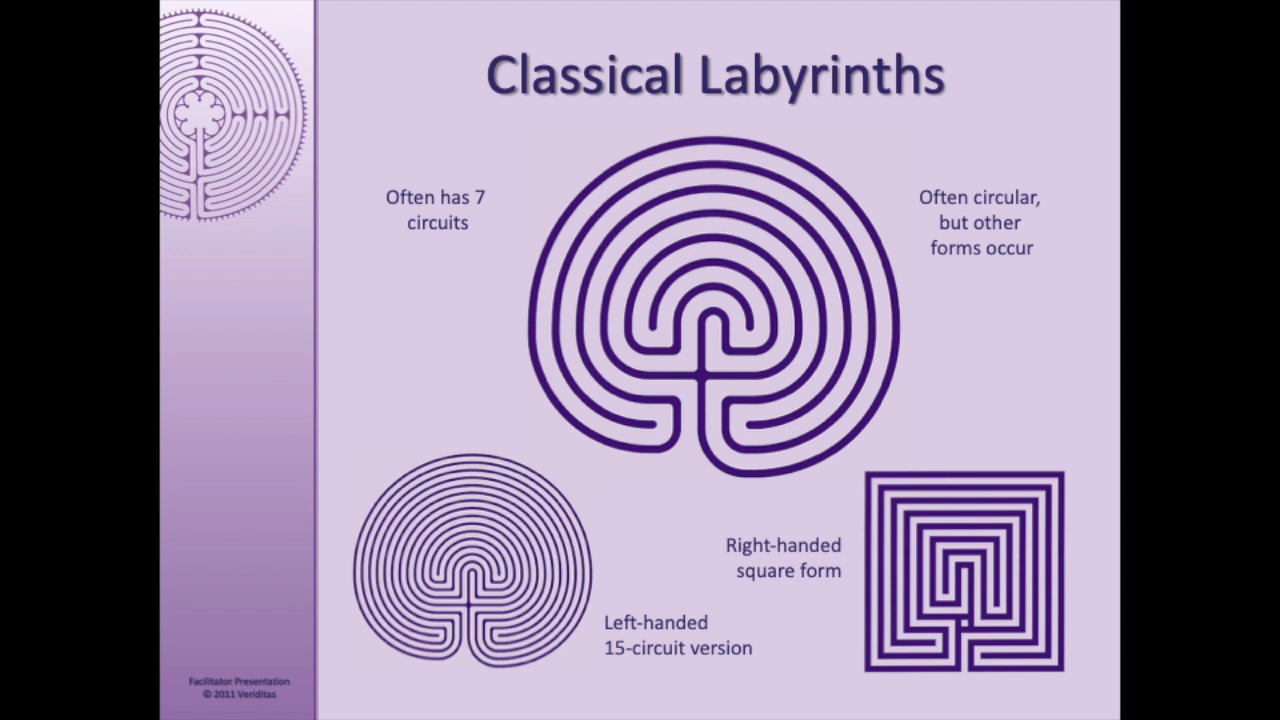 Classical Labyrinths
Often has 7
circuits
Often circular,
but other
forms occur
Right-handed
square form
Left-handed
15-circuit version
Facilitator Presentation
© 2011 Veriditas